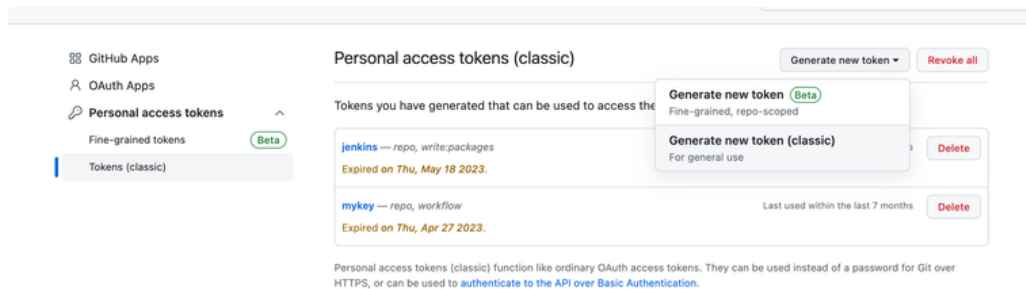 GitHub Apps
OAuth Apps
Personal access tokens
Fine-grained tokens Beta
Tokens (classic)
Personal access tokens (classic)
Generate new token
Revoke all
Generate new token Beta
Fine-grained, repo-scoped
Generate new token (classic)
For general use
Tokens you have generated that can be used to access the
jenkins — repo, write:packages
Delete
Expired on Thu, May 18 2023.
mykey — repo, workflow
Last used within the last 7 months
Delete
Expired on Thu, Apr 27 2023.
Personal access tokens (classic) function like ordinary OAuth access tokens. They can be used instead of a password for Git over
HTTPS, or can be used to authenticate to the API over Basic Authentication.